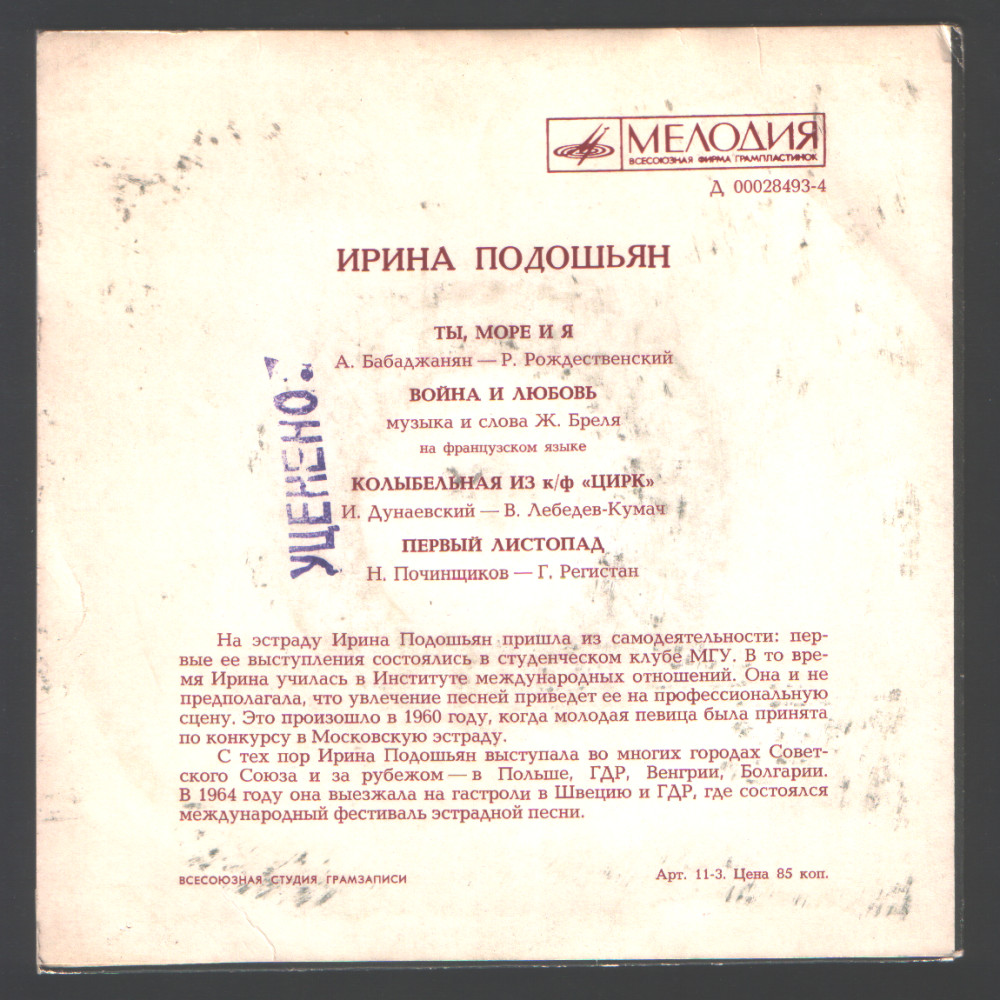 МЕЛОДИЯ
ВСЕСОЮЗНАЯ ФИРМА ГРАМПЛАСТИНОК
Д 00028493-4
ИРИНА ПОДОШЬЯН
ТЫ, МОРЕ И Я
А. Бабаджанян — Р. Рождественский
ВОЙНА И ЛЮБОВЬ
музыка и слова Ж. Бреля
на французском языке
КОЛЫБЕЛЬНАЯ ИЗ к/ф «ЦИРК»
И. Дунаевский — В. Лебедев-Кумач
ПЕРВЫЙ ЛИСТОПАД
Н. Починщиков — Г. Регистан
УЦЕНЕНО
На эстраду Ирина Подошьян пришла из самодеятельности: пер-
вые ее выступления состоялись в студенческом клубе МГУ. В то вре-
мя Ирина училась в Институте международных отношений. Она и не
предполагала, что увлечение песней приведет ее на профессиональную
сцену. Это произошло в 1960 году, когда молодая певица была принята
по конкурсу в Московскую эстраду.
С тех пор Ирина Подошьян выступала во многих городах Совет-
ского Союза и за рубежом — в Польше, ГДР, Венгрии, Болгарии.
В 1964 году она выезжала на гастроли в Швецию и ГДР, где состоялся
международный фестиваль эстрадной песни.
ВСЕСОЮЗНАЯ СТУДИЯ ГРАМЗАПИСИ
Арт. 11-3. Цена 85 коп.